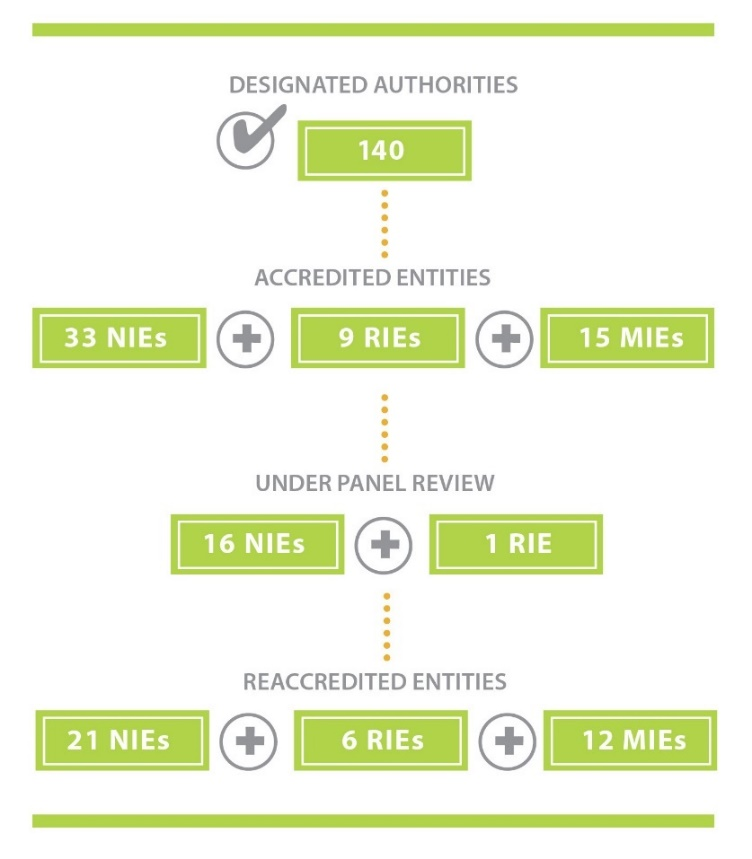 DESIGNATED AUTHORITIES
140
ACCREDITED ENTITIES
33 NIEs 9 RIEs 15 MIEs
UNDER PANEL REVIEW
16 NIEs 1 RIE
REACCREDITED ENTITIES
21 NIEs 6 RIEs 12 MIEs